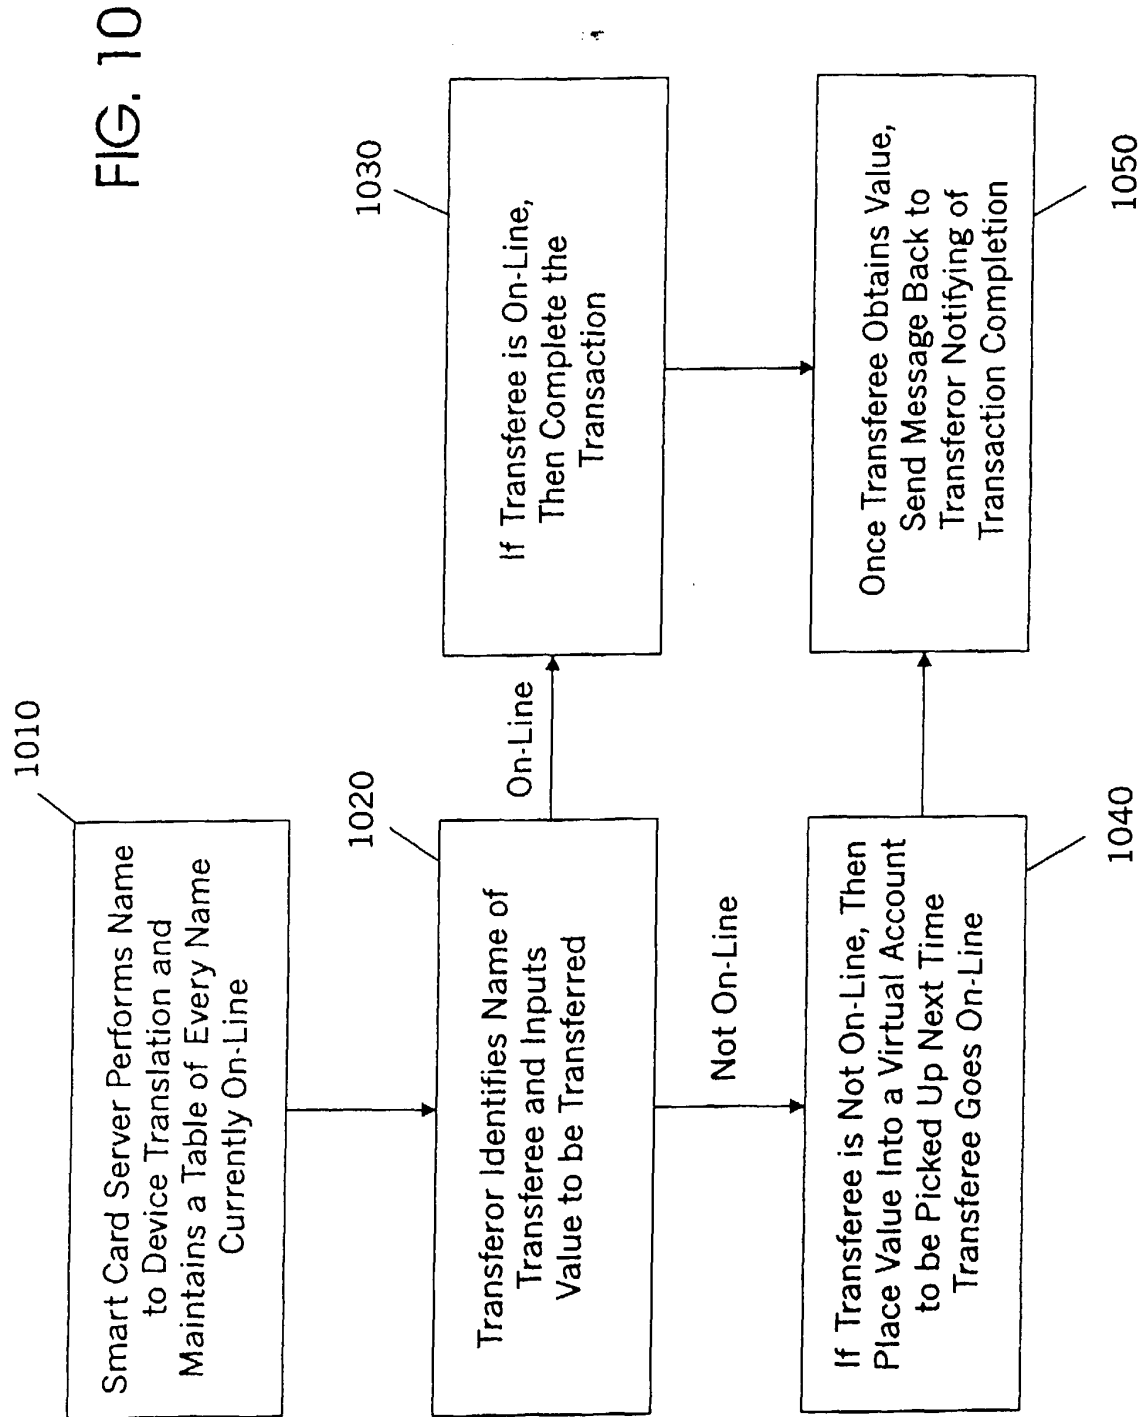 FIG. 10
1010
Smart Card Server Performs Name
to Device Translation and
Maintains a Table of Every Name
Currently On-Line
1020
Transferor Identifies Name of
Transferee and Inputs
Value to be Transferred
On-Line
1030
If Transferee is On-Line,
Then Complete the
Transaction
Not On-Line
If Transferee is Not On-Line, Then
Place Value Into a Virtual Account
to be Picked Up Next Time
Transferee Goes On-Line
1040
Once Transferee Obtains Value,
Send Message Back to
Transferor Notifying of
Transaction Completion
1050